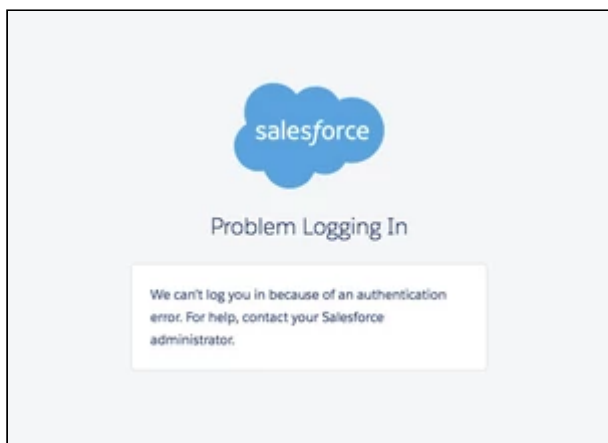 salesforce
Problem Logging In
We can't log you in because of an authentication
error. For help, contact your Salesforce
administrator.